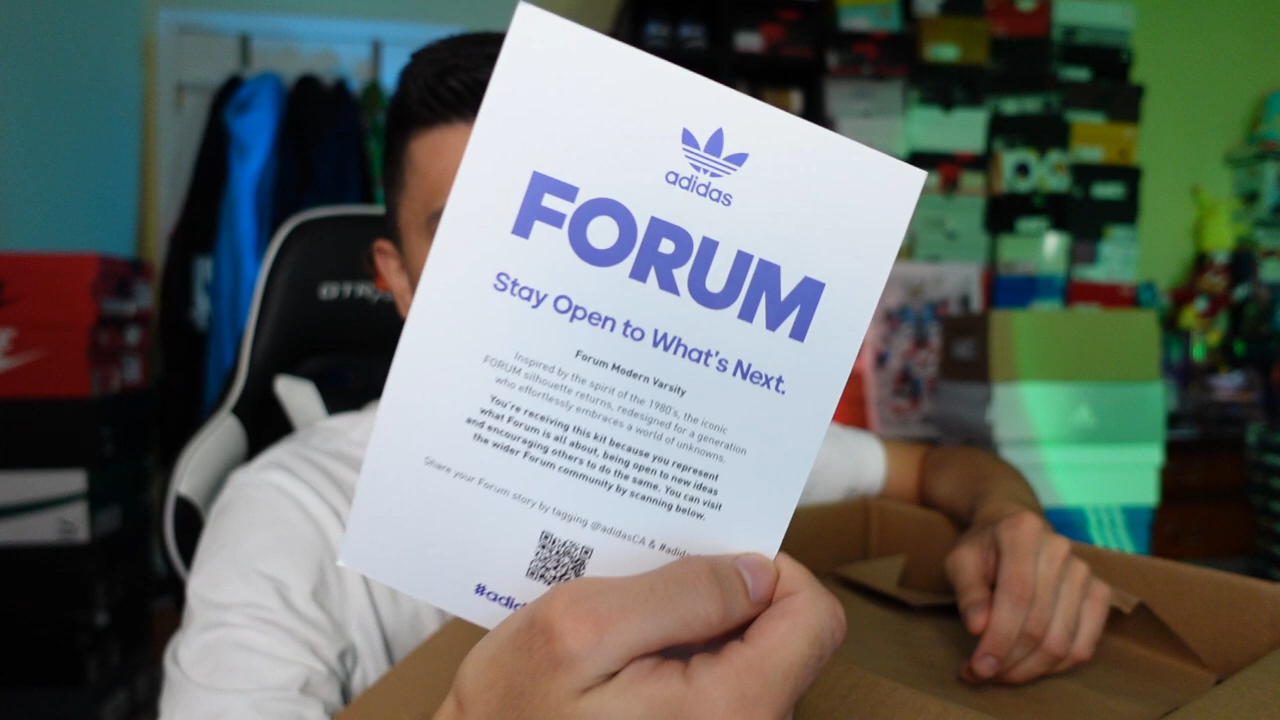 adidas
FORUM
Stay Open to What's Next.
Forum Modern Varsity
Inspired by the spirit of the 1980's, the iconic
FORUM silhouette returns, redesigned for a generation
who effortlessly embraces a world of unknowns.
You're receiving this kit because you represent
what Forum is all about, being open to new ideas
and encouraging others to do the same. You can visit
the wider Forum community by scanning below.
Share your Forum story by tagging @adidasCA & #adida
#adid